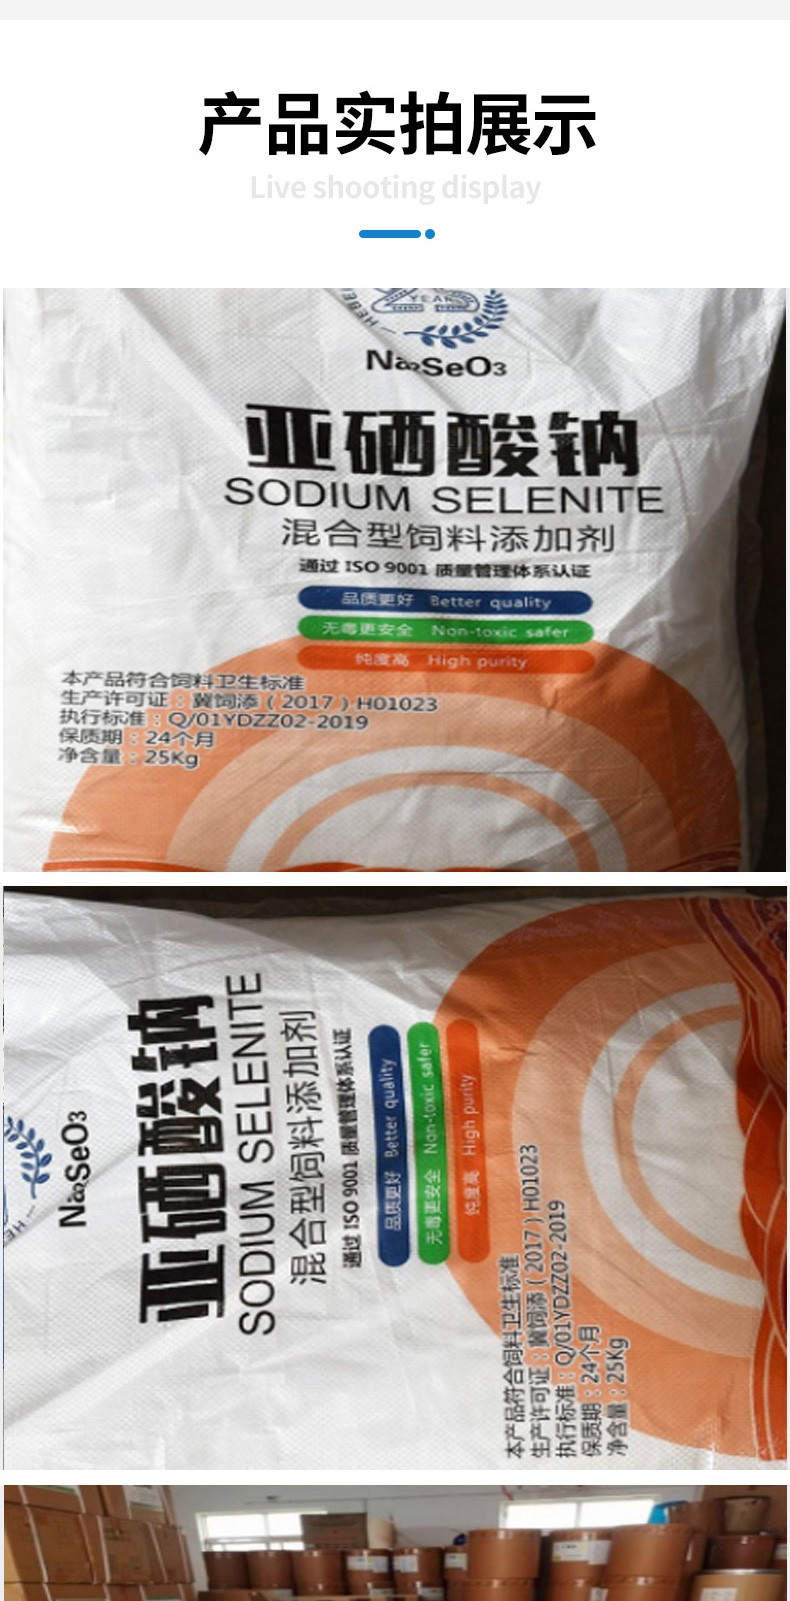 产品实拍展示
Live shooting display
YEARS
Na₂SeO₃
亚硒酸钠
SODIUM SELENITE
混合型饲料添加剂
通过 ISO 9001 质量管理体系认证
品质更好 Better quality
无毒更安全 Non-toxic safer
纯度高 High purity
本产品符合饲料卫生标准
生产许可证：冀饲添（2017）H01023
执行标准：Q/01YDZZ02-2019
保质期：24个月
净含量：25Kg
Na₂SeO₃
亚硒酸钠
SODIUM SELENITE
混合型饲料添加剂
通过 ISO 9001 质量管理体系认证
品质更好 Better quality
无毒更安全 Non-toxic safer
纯度高 High purity
本产品符合饲料卫生标准
生产许可证：冀饲添（2017）H01023
执行标准：Q/01YDZZ02-2019
保质期：24个月
净含量：25Kg